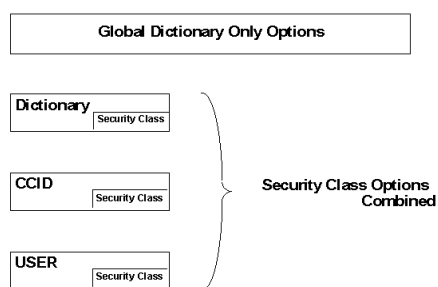 Global Dictionary Only Options
Dictionary
Security Class
CCID
Security Class
Security Class Options
Combined
USER
Security Class